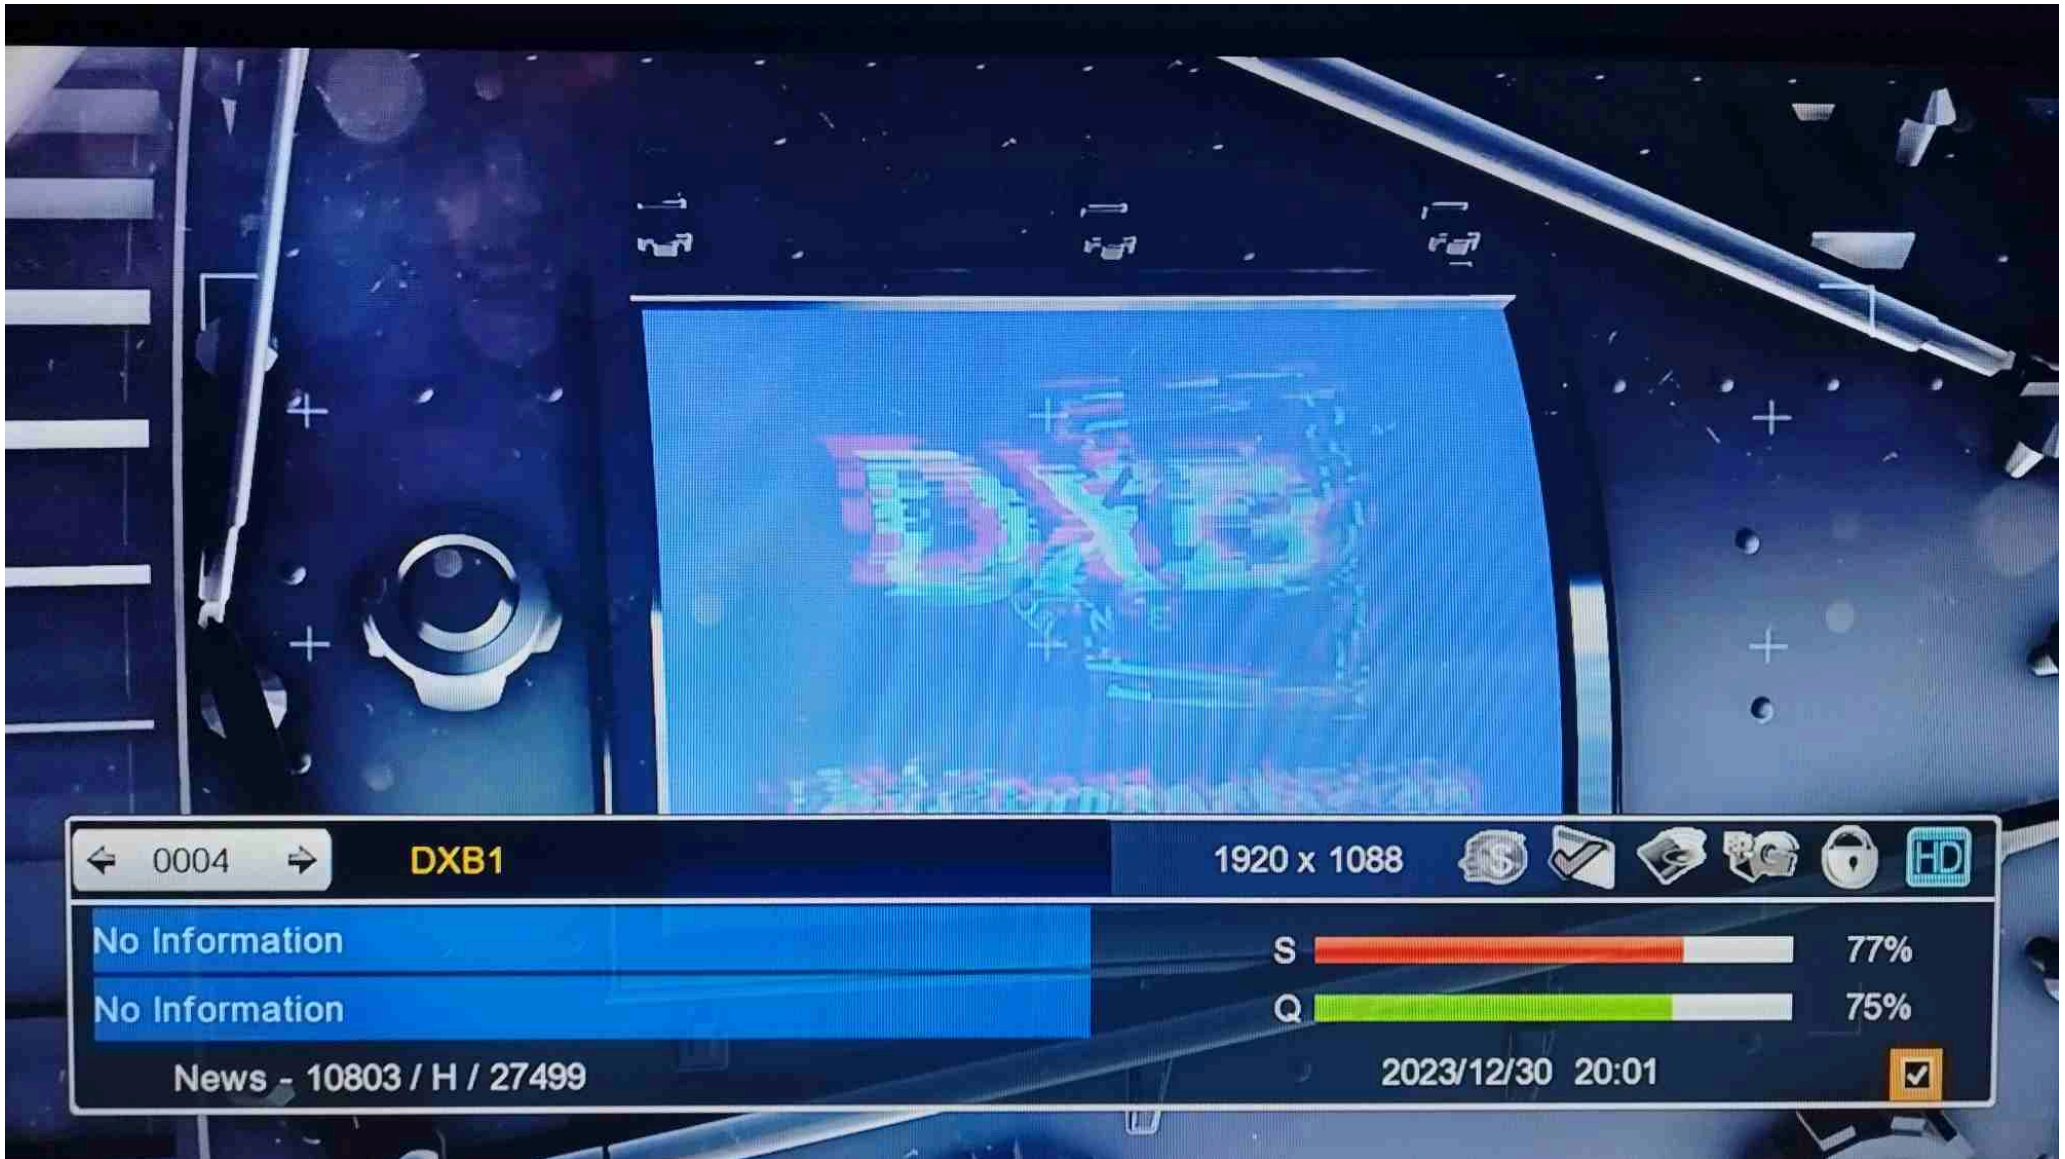 DXB
0004
DXB1
1920 x 1088
$
HD
No Information
S
77%
No Information
Q
75%
News - 10803 / H / 27499
2023/12/30 20:01